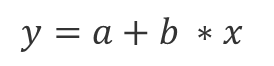 y = a + b * x